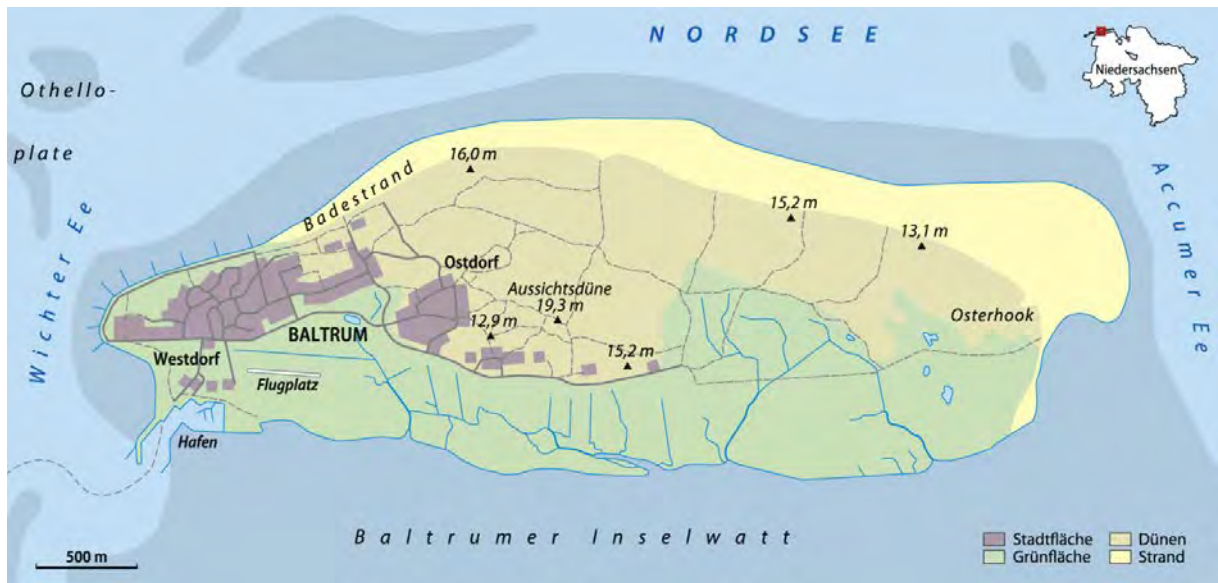 NORDSEE
Niedersachsen
Othello-
plate
Wichter Ee
Accumer Ee
Badestrand
16,0 m
15,2 m
13,1 m
Ostdorf
Aussichtsdüne
19,3 m
12,9 m
15,2 m
Osterhook
BALTRUM
Westdorf
Flugplatz
Hafen
Baltrumer Inselwatt
500 m
Stadtfläche
Grünfläche
Dünen
Strand